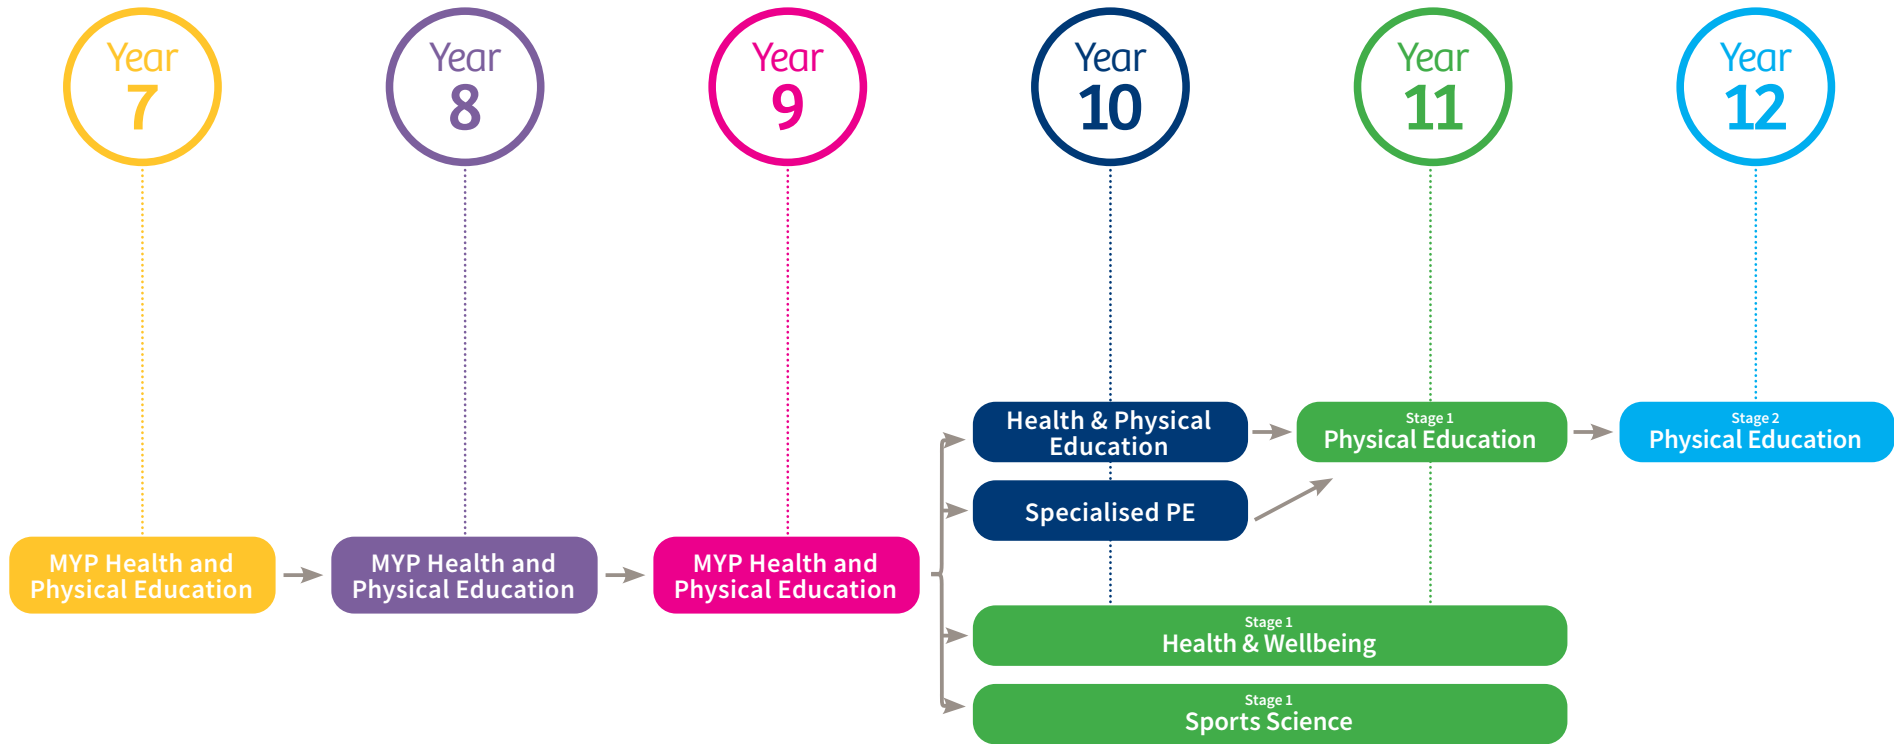 Year
7
Year
8
Year
9
Year
10
Year
11
Year
12
MYP Health and
Physical Education
MYP Health and
Physical Education
MYP Health and
Physical Education
Health & Physical
Education
Specialised PE
Stage 1
Physical Education
Stage 2
Physical Education
Stage 1
Health & Wellbeing
Stage 1
Sports Science